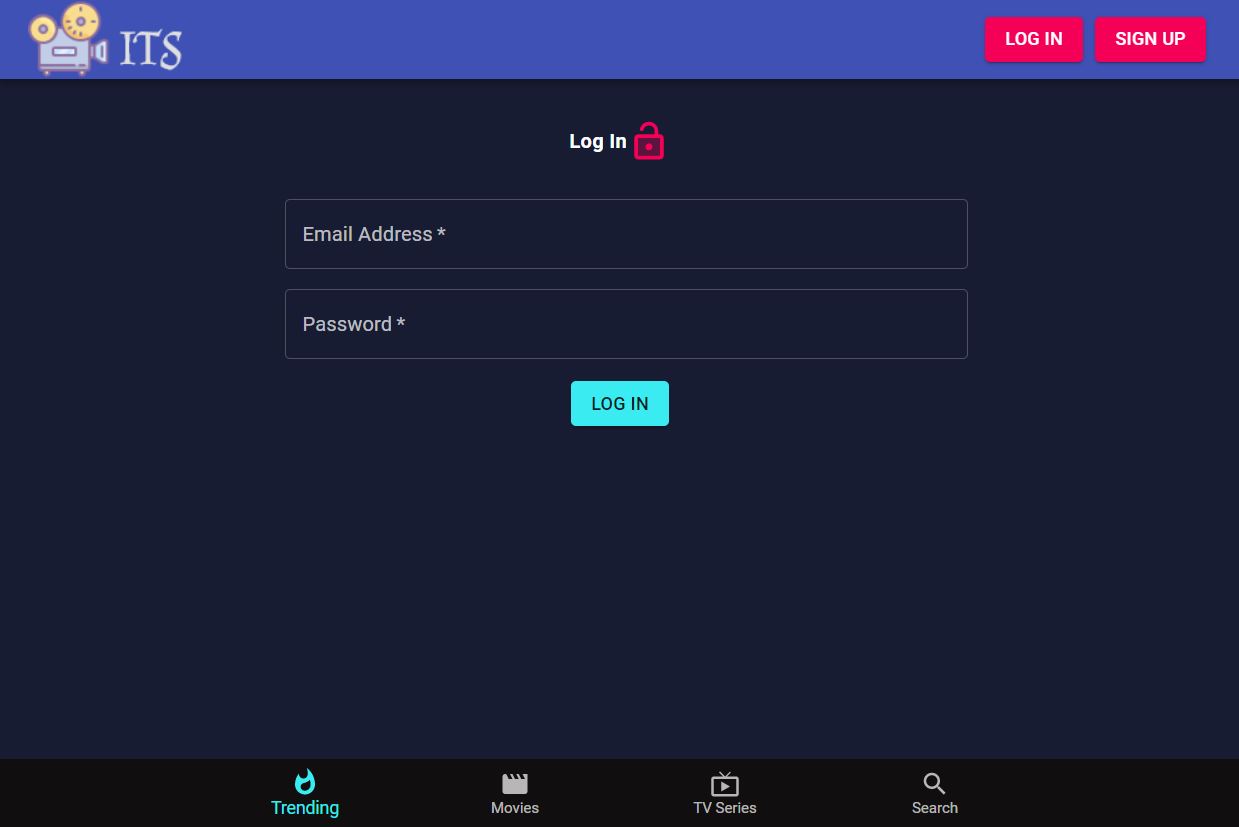 ITS
LOG IN
SIGN UP
Log In
Email Address *
Password *
LOG IN
Trending
Movies
TV Series
Search